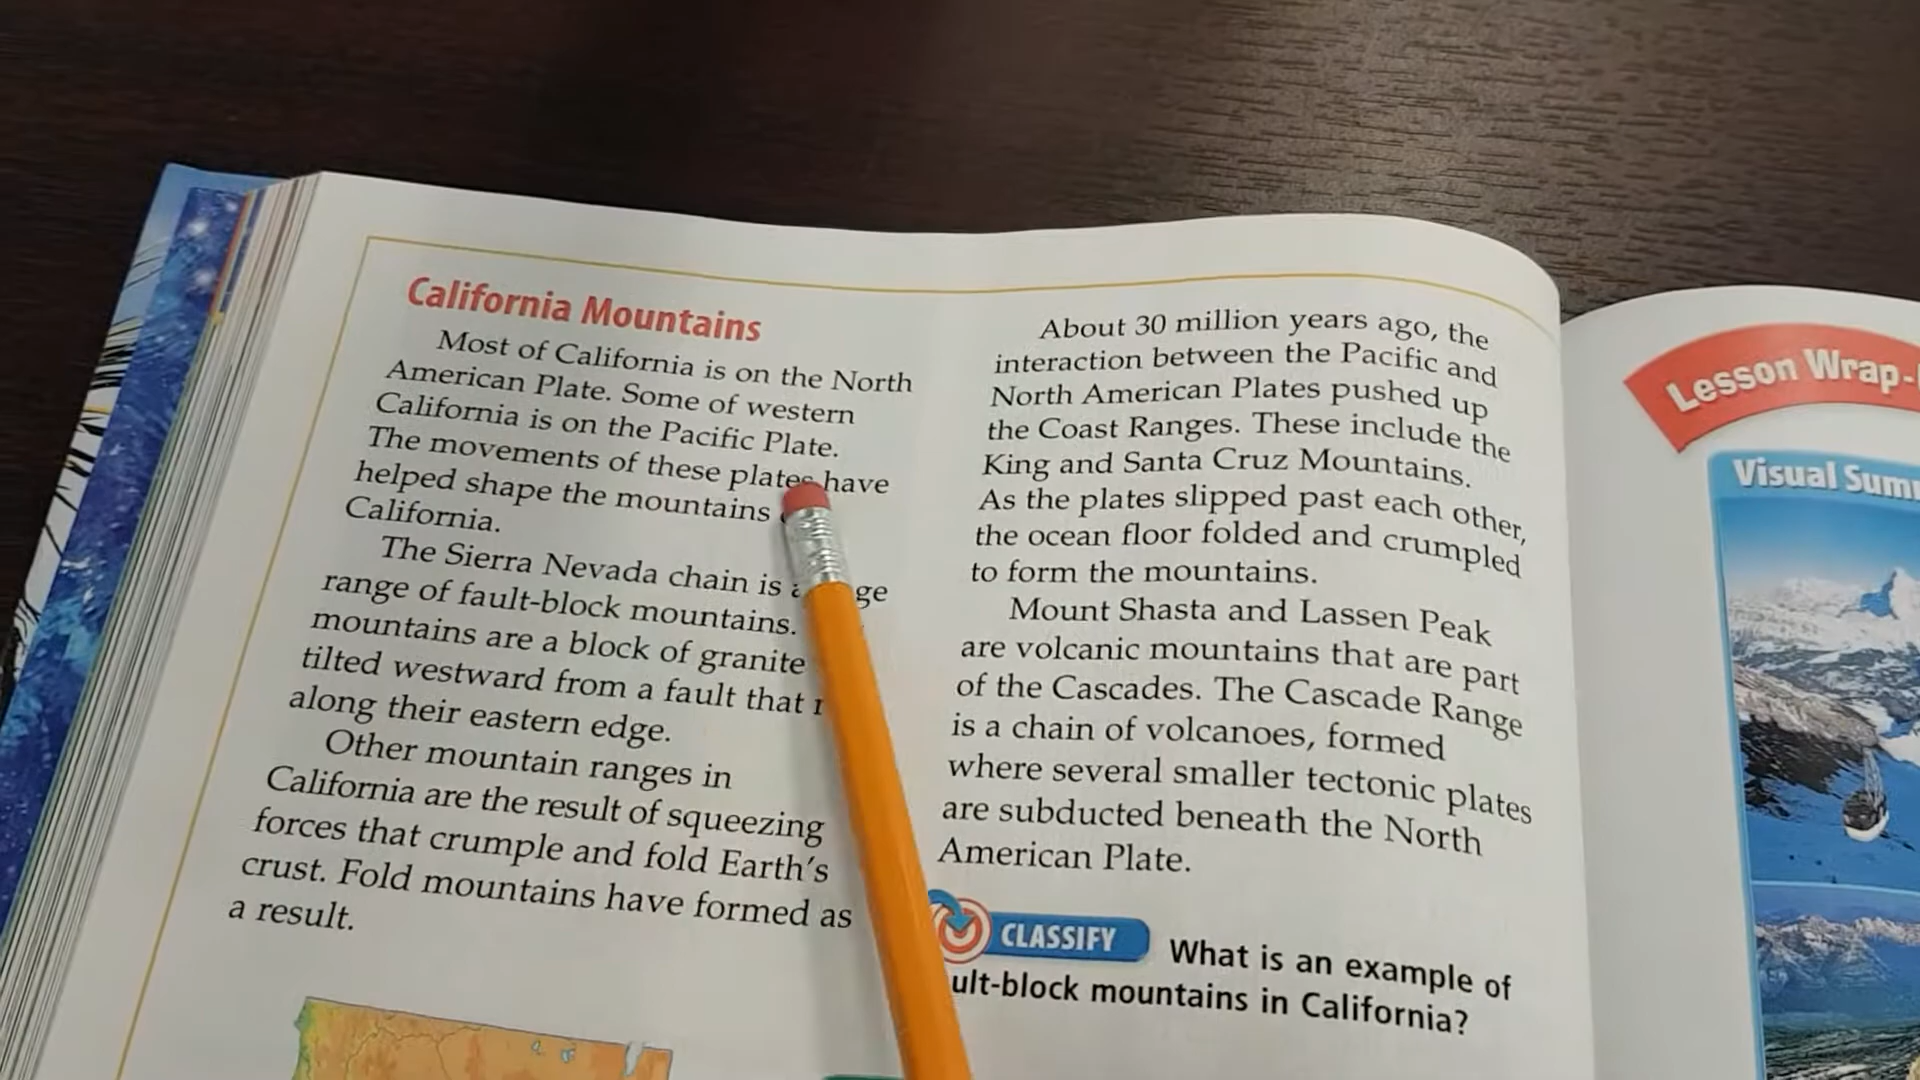 California Mountains
Most of California is on the North
American Plate. Some of western
California is on the Pacific Plate.
The movements of these plates have
helped shape the mountains
California.
The Sierra Nevada chain is a
range of fault-block mountains.
mountains are a block of granite
tilted westward from a fault that
along their eastern edge.
Other mountain ranges in
California are the result of squeezing
forces that crumple and fold Earth's
crust. Fold mountains have formed as
a result.
About 30 million years ago, the
interaction between the Pacific and
North American Plates pushed up
the Coast Ranges. These include the
King and Santa Cruz Mountains.
As the plates slipped past each other,
the ocean floor folded and crumpled
to form the mountains.
Mount Shasta and Lassen Peak
are volcanic mountains that are part
of the Cascades. The Cascade Range
is a chain of volcanoes, formed
where several smaller tectonic plates
are subducted beneath the North
American Plate.
CLASSIFY What is an example of
ult-block mountains in California?
Lesson Wrap-
Visual Summ